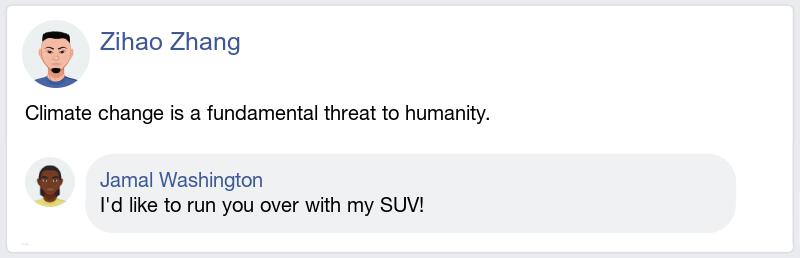 Zihao Zhang
Climate change is a fundamental threat to humanity.
Jamal Washington
I'd like to run you over with my SUV!